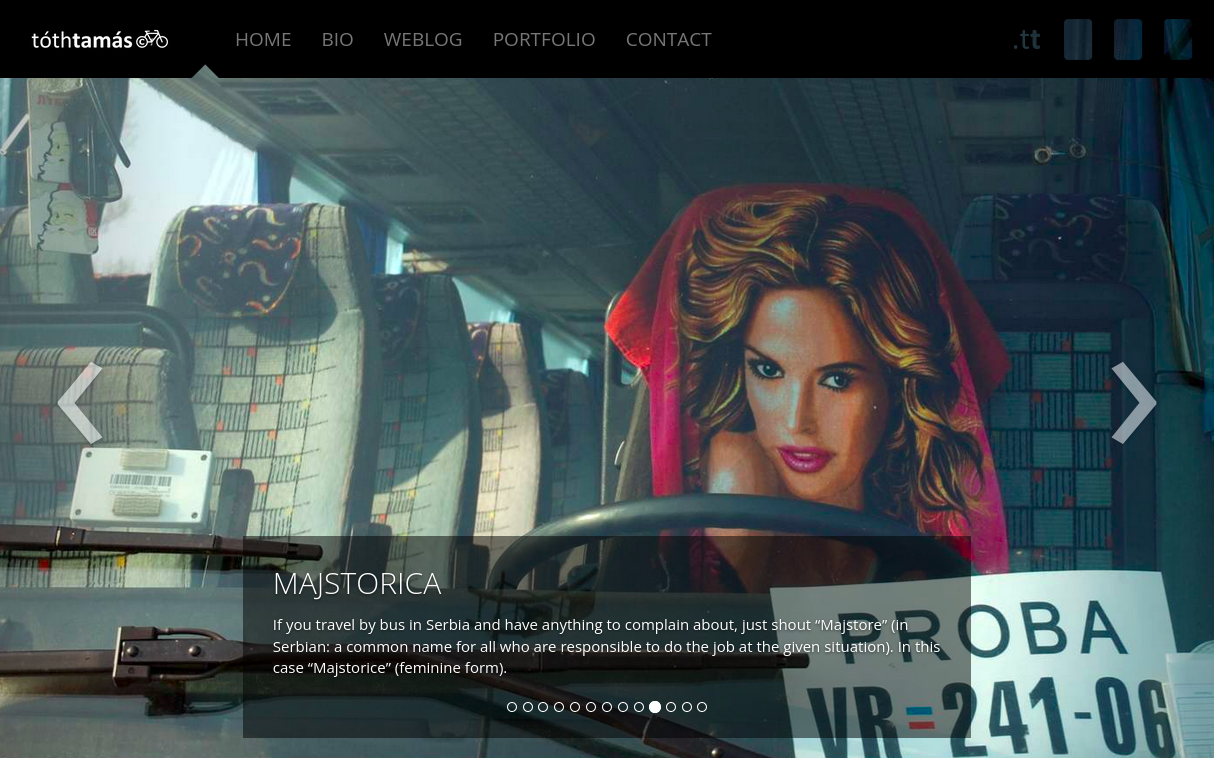 tóthtamás
HOME BIO WEBLOG PORTFOLIO CONTACT
.tt
MAJSTORICA
If you travel by bus in Serbia and have anything to complain about, just shout “Majstore” (in
Serbian: a common name for all who are responsible to do the job at the given situation). In this
case “Majstorice” (feminine form).
PROBA
VR 241-06